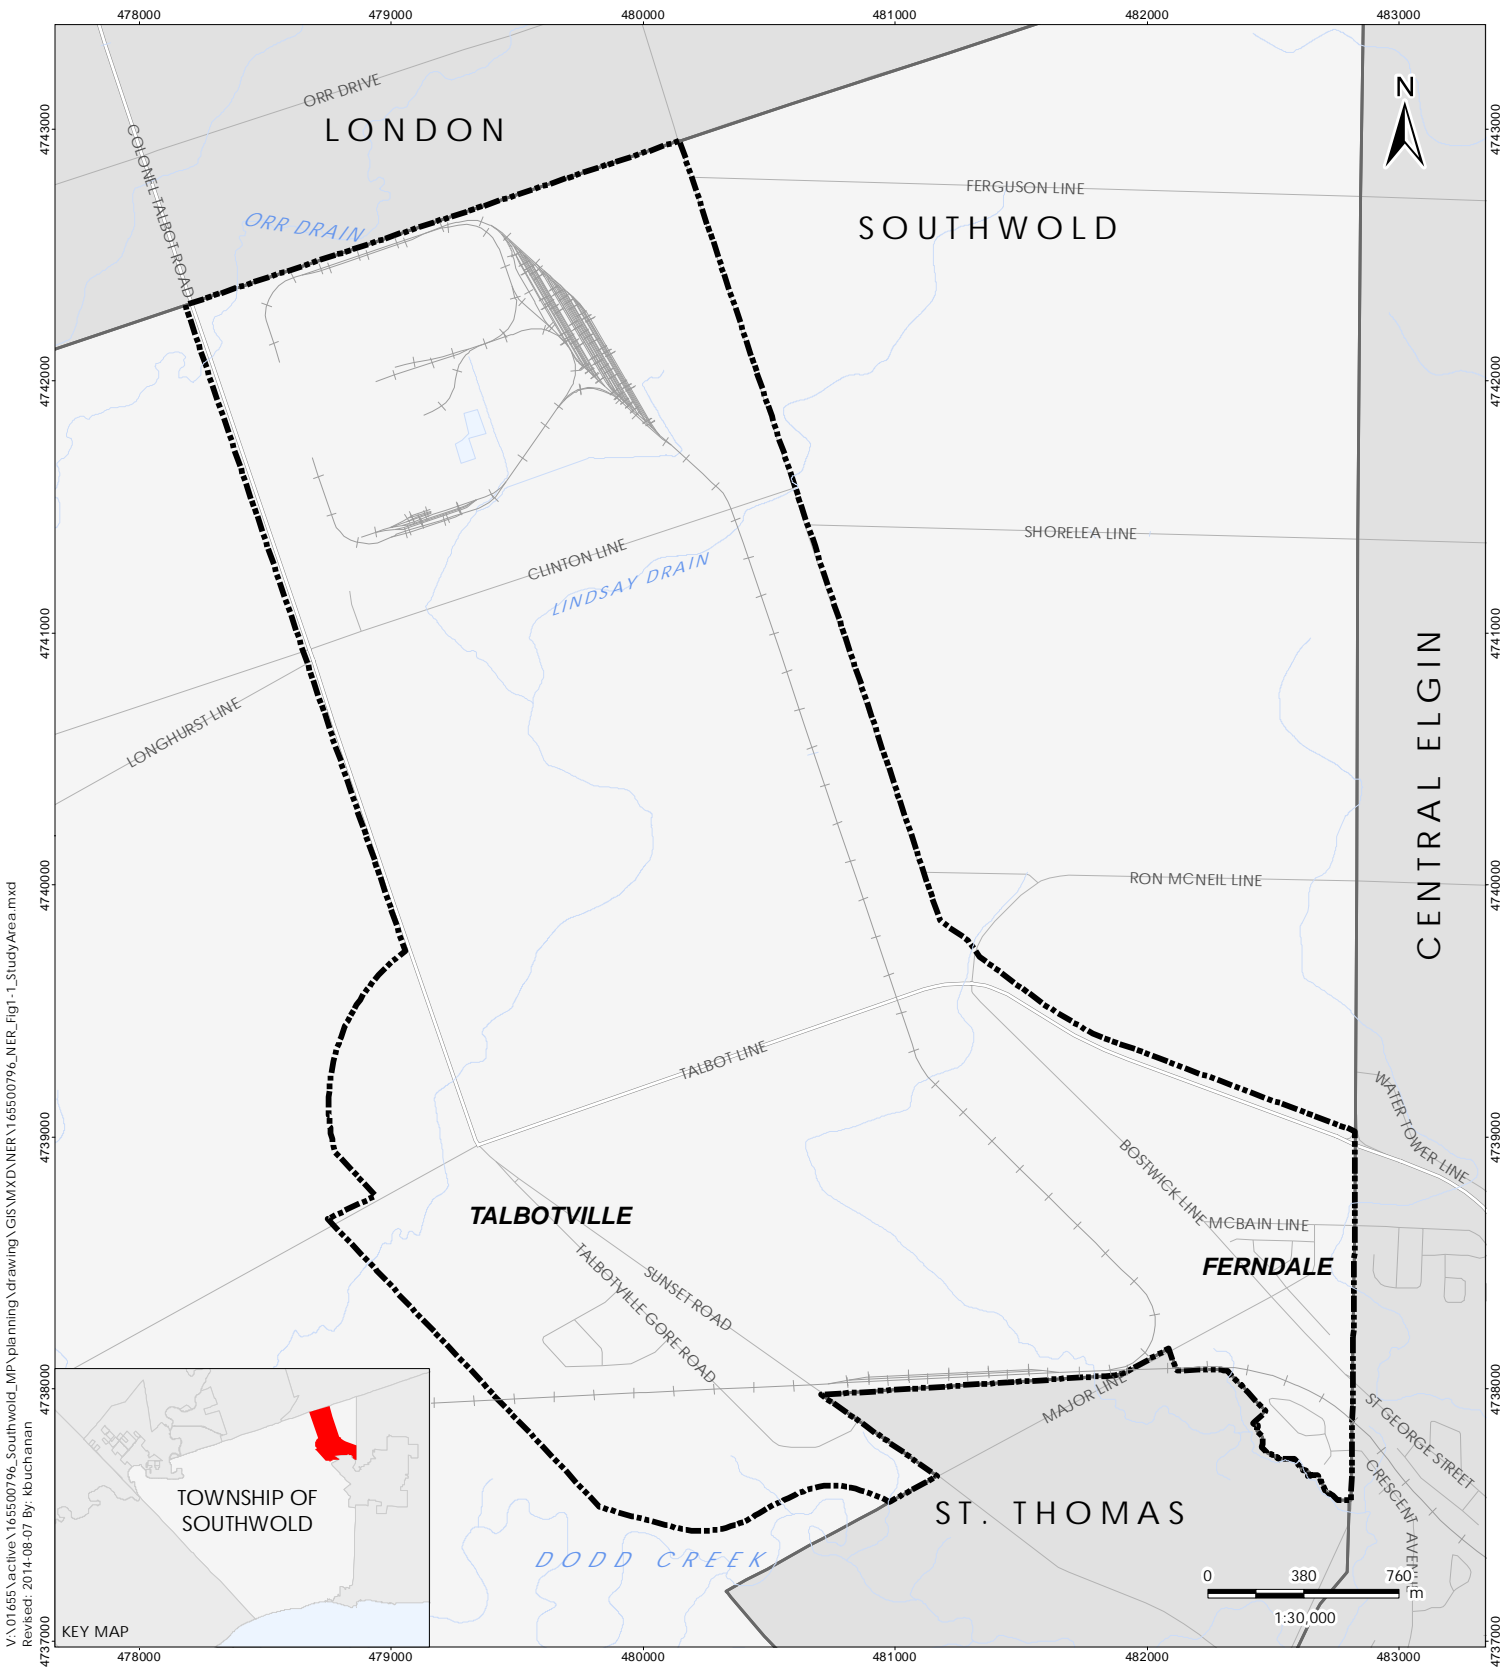 478000
479000
480000
481000
482000
483000
N
ORR DRIVE
LONDON
4743000
4743000
COLONEL TALBOT ROAD
FERGUSON LINE
SOUTHWOLD
ORR DRAIN
4742000
4742000
SHORELEA LINE
CLINTON LINE
LINDSAY DRAIN
4741000
4741000
LONGHURST LINE
CENTRAL ELGIN
4740000
RON MCNEIL LINE
4740000
TALBOT LINE
WATER TOWER LINE
4739000
4739000
BOSTWICK LINE
TALBOTVILLE
MCBAIN LINE
FERNDALE
TALBOTVILLE GORE ROAD
SUNSET ROAD
4738000
4738000
MAJOR LINE
ST GEORGE STREET
CRESCENT AVENUE
TOWNSHIP OF
SOUTHWOLD
ST. THOMAS
DODD CREEK
0
380
760
m
1:30,000
KEY MAP
4737000
4737000
478000
479000
480000
481000
482000
483000
V:\01655\active\165500796_Southwold_MP\planning\drawing\GIS\MXD\NER\165500796_NER_Fig1-1_StudyArea.mxd
Revised: 2014-08-07 By: kbuchanan